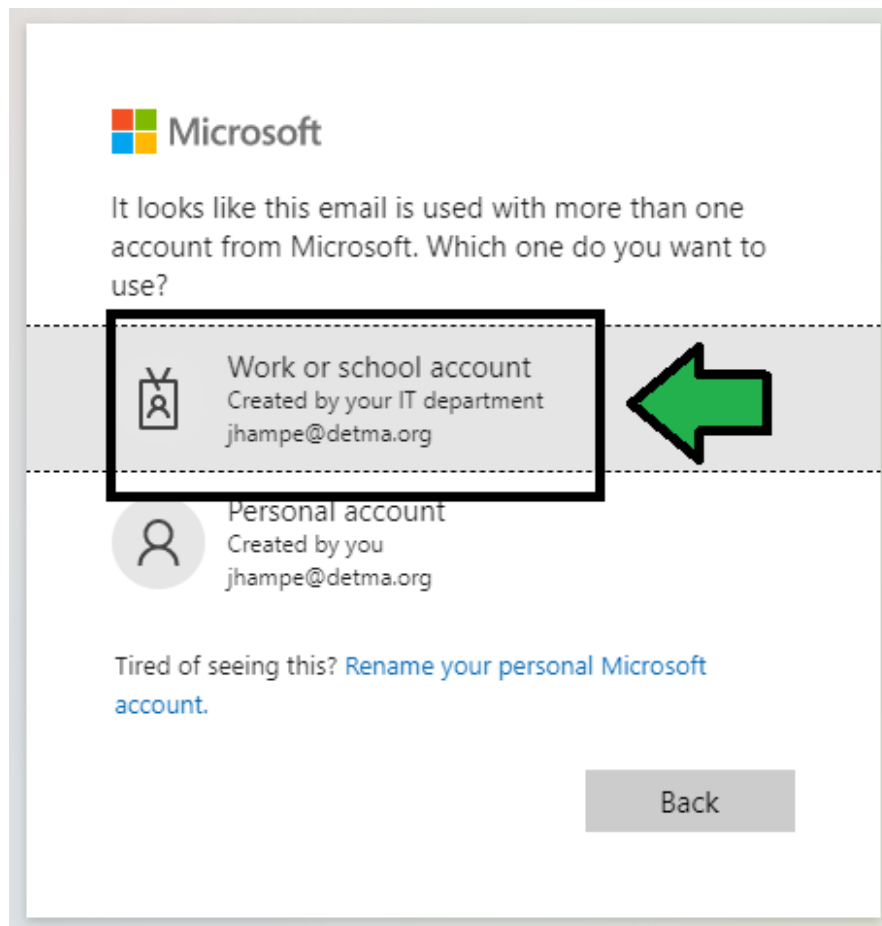 Microsoft
It looks like this email is used with more than one
account from Microsoft. Which one do you want to
use?
Work or school account
Created by your IT department
jhampe@detma.org
Personal account
Created by you
jhampe@detma.org
Tired of seeing this? Rename your personal Microsoft
account.
Back